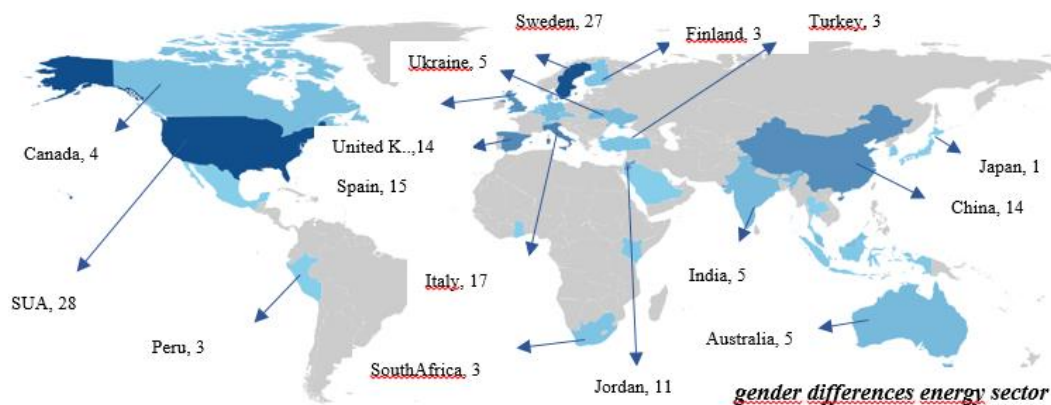 Sweden, 27
Turkey, 3
Finland, 3
Ukraine, 5
Canada, 4
United K..,14
Japan, 1
Spain, 15
China, 14
Italy, 17
India, 5
SUA, 28
Australia, 5
Peru, 3
SouthAfrica, 3
Jordan, 11
gender differences energy sector